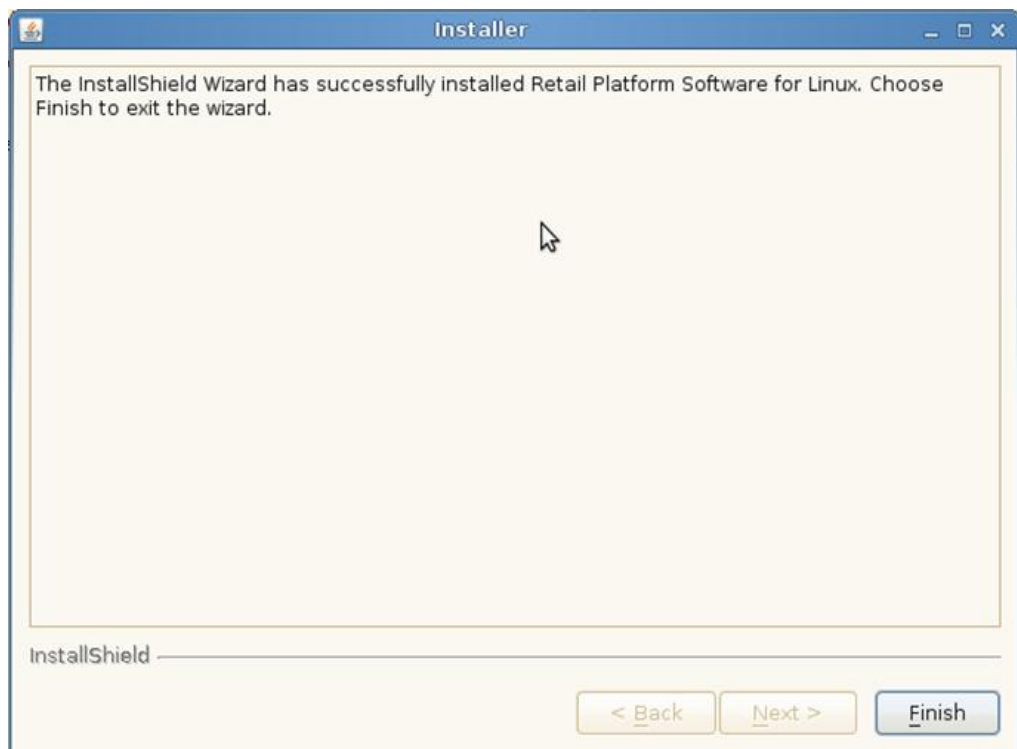 Installer
The InstallShield Wizard has successfully installed Retail Platform Software for Linux. Choose
Finish to exit the wizard.
InstallShield
< Back
Next >
Finish